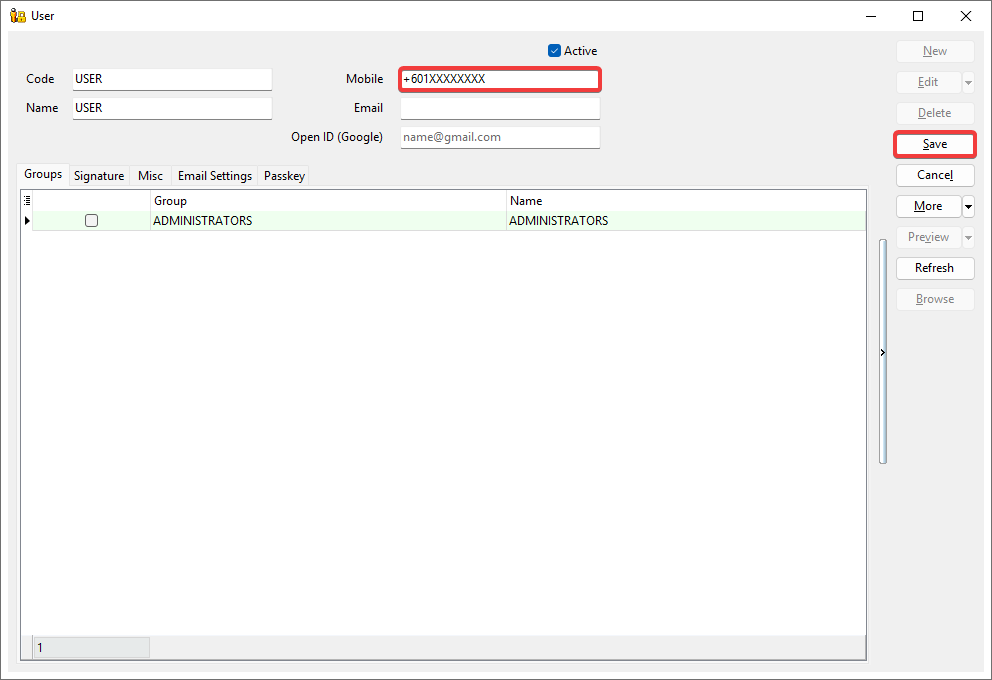 User
Active
Code USER Mobile +601XXXXXXXX
Name USER Email
Open ID (Google) name@gmail.com
Groups Signature Misc Email Settings Passkey
Group Name
ADMINISTRATORS ADMINISTRATORS
1
New
Edit
Delete
Save
Cancel
More
Preview
Refresh
Browse